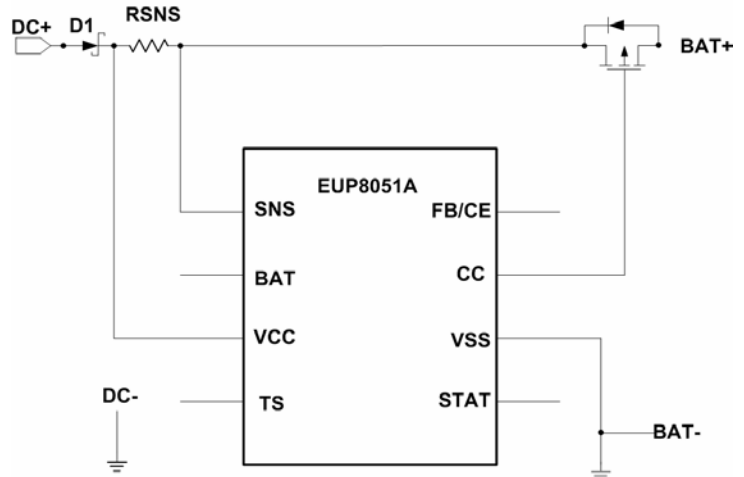 DC+
D1
RSNS
BAT+
EUP8051A
SNS
FB/CE
BAT
CC
VCC
VSS
DC-
TS
STAT
BAT-